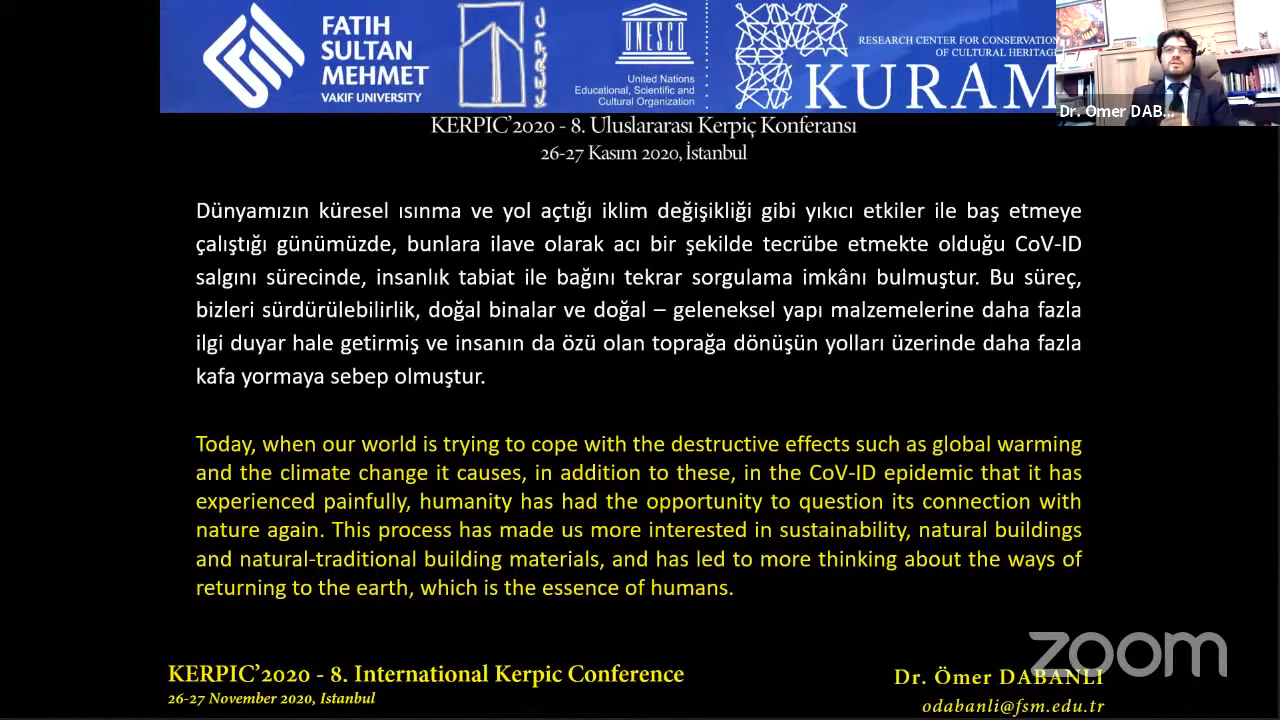 FATIH
SULTAN
MEHMET
VAKIF UNIVERSITY
KERPIC
UNESCO
United Nations
Educational, Scientific and
Cultural Organization
RESEARCH CENTER FOR CONSERVATION
OF CULTURAL HERITAGE
KURAM
Dr. Omer DAB...
KERPIC'2020 - 8. Uluslararası Kerpiç Konferansı
26-27 Kasım 2020, İstanbul
Dünyamızın küresel ısınma ve yol açtığı iklim değişikliği gibi yıkıcı etkiler ile baş etmeye
çalıştığı günümüzde, bunlara ilave olarak acı bir şekilde tecrübe etmekte olduğu CoV-ID
salgını sürecinde, insanlık tabiat ile bağını tekrar sorgulama imkânı bulmuştur. Bu süreç,
bizleri sürdürülebilirlik, doğal binalar ve doğal – geleneksel yapı malzemelerine daha fazla
ilgi duyar hale getirmiş ve insanın da özü olan toprağa dönüşün yolları üzerinde daha fazla
kafa yormaya sebep olmuştur.
Today, when our world is trying to cope with the destructive effects such as global warming
and the climate change it causes, in addition to these, in the CoV-ID epidemic that it has
experienced painfully, humanity has had the opportunity to question its connection with
nature again. This process has made us more interested in sustainability, natural buildings
and natural-traditional building materials, and has led to more thinking about the ways of
returning to the earth, which is the essence of humans.
zoom
KERPIC'2020 - 8. International Kerpic Conference
26-27 November 2020, Istanbul
Dr. Ömer DABANLI
odabanli@fsm.edu.tr